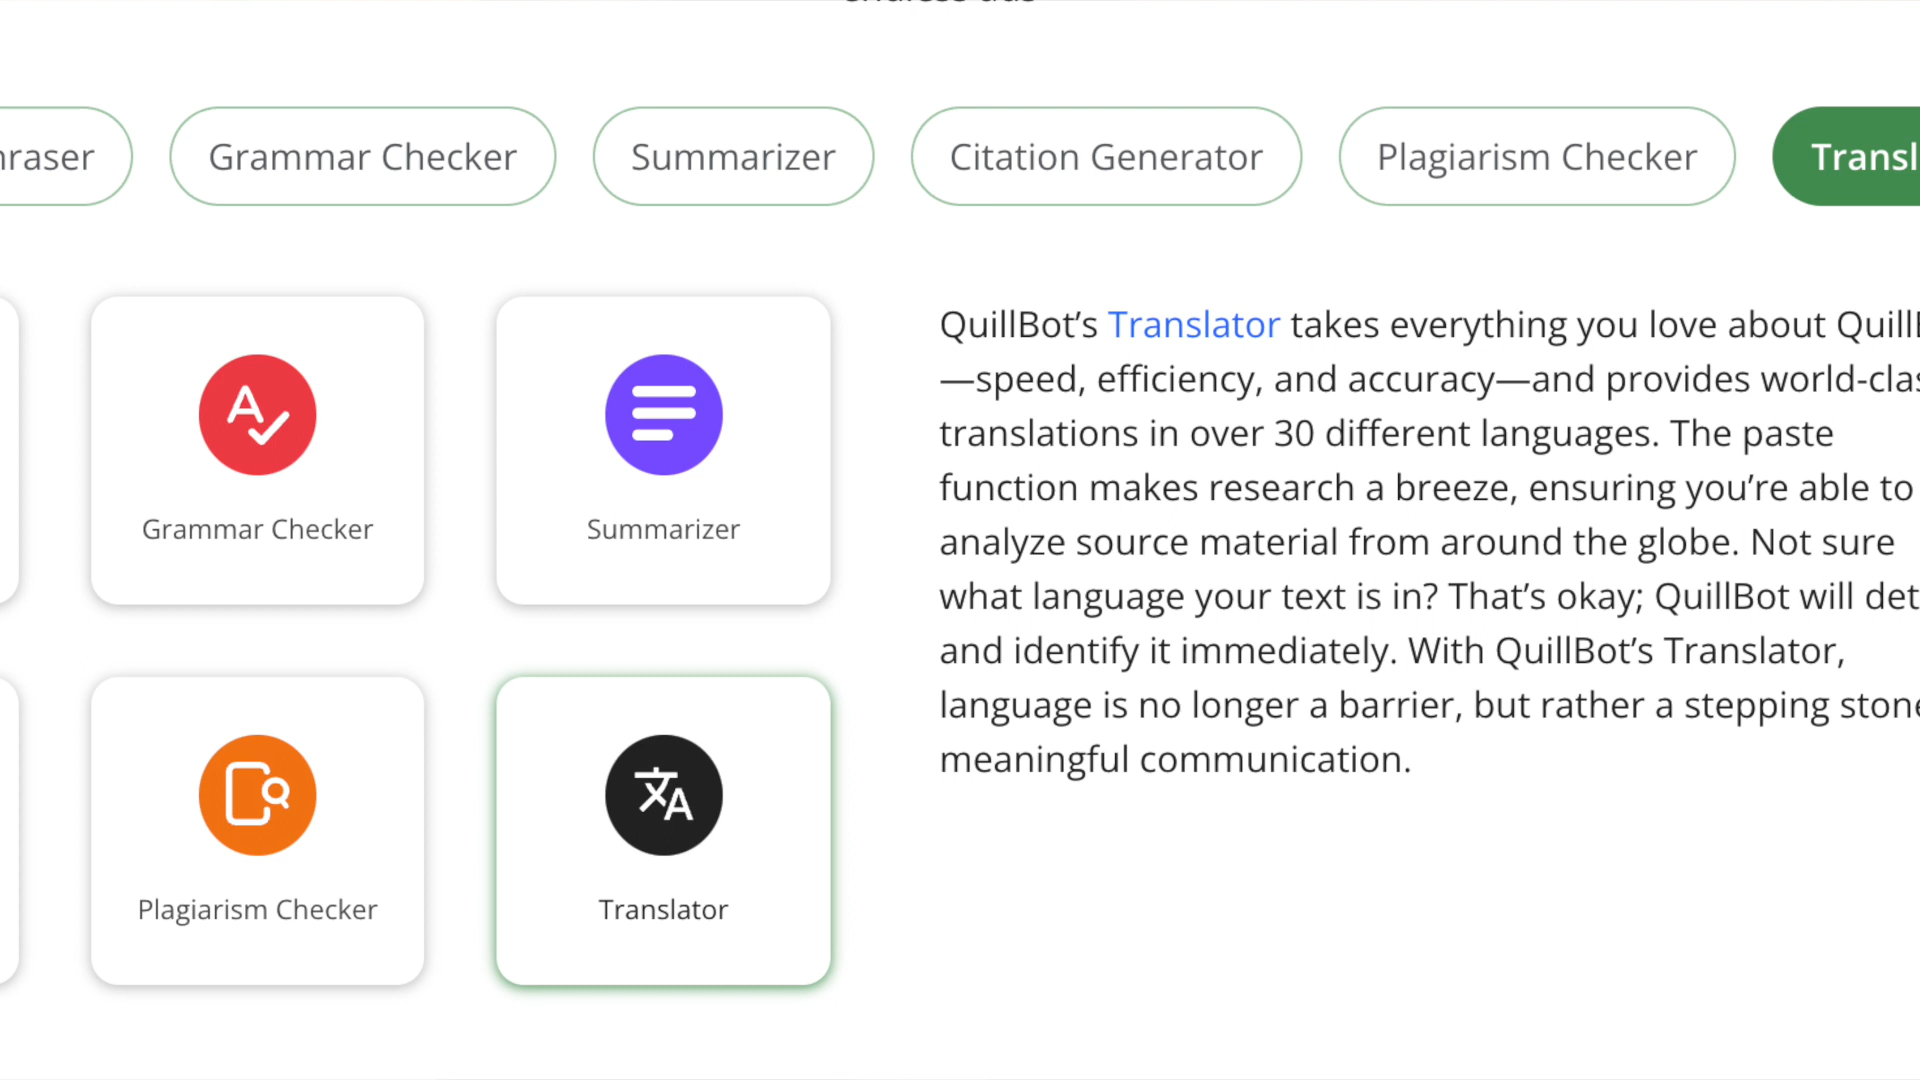 Grammar Checker
Summarizer
Citation Generator
Plagiarism Checker
Grammar Checker
Summarizer
Plagiarism Checker
Translator
QuillBot’s Translator takes everything you love about
—speed, efficiency, and accuracy—and provides
translations in over 30 different languages. The paste
function makes research a breeze, ensuring you’re able to
analyze source material from around the globe. Not sure
what language your text is in? That’s okay; QuillBot will
and identify it immediately. With QuillBot’s Translator,
language is no longer a barrier, but rather a stepping
meaningful communication.